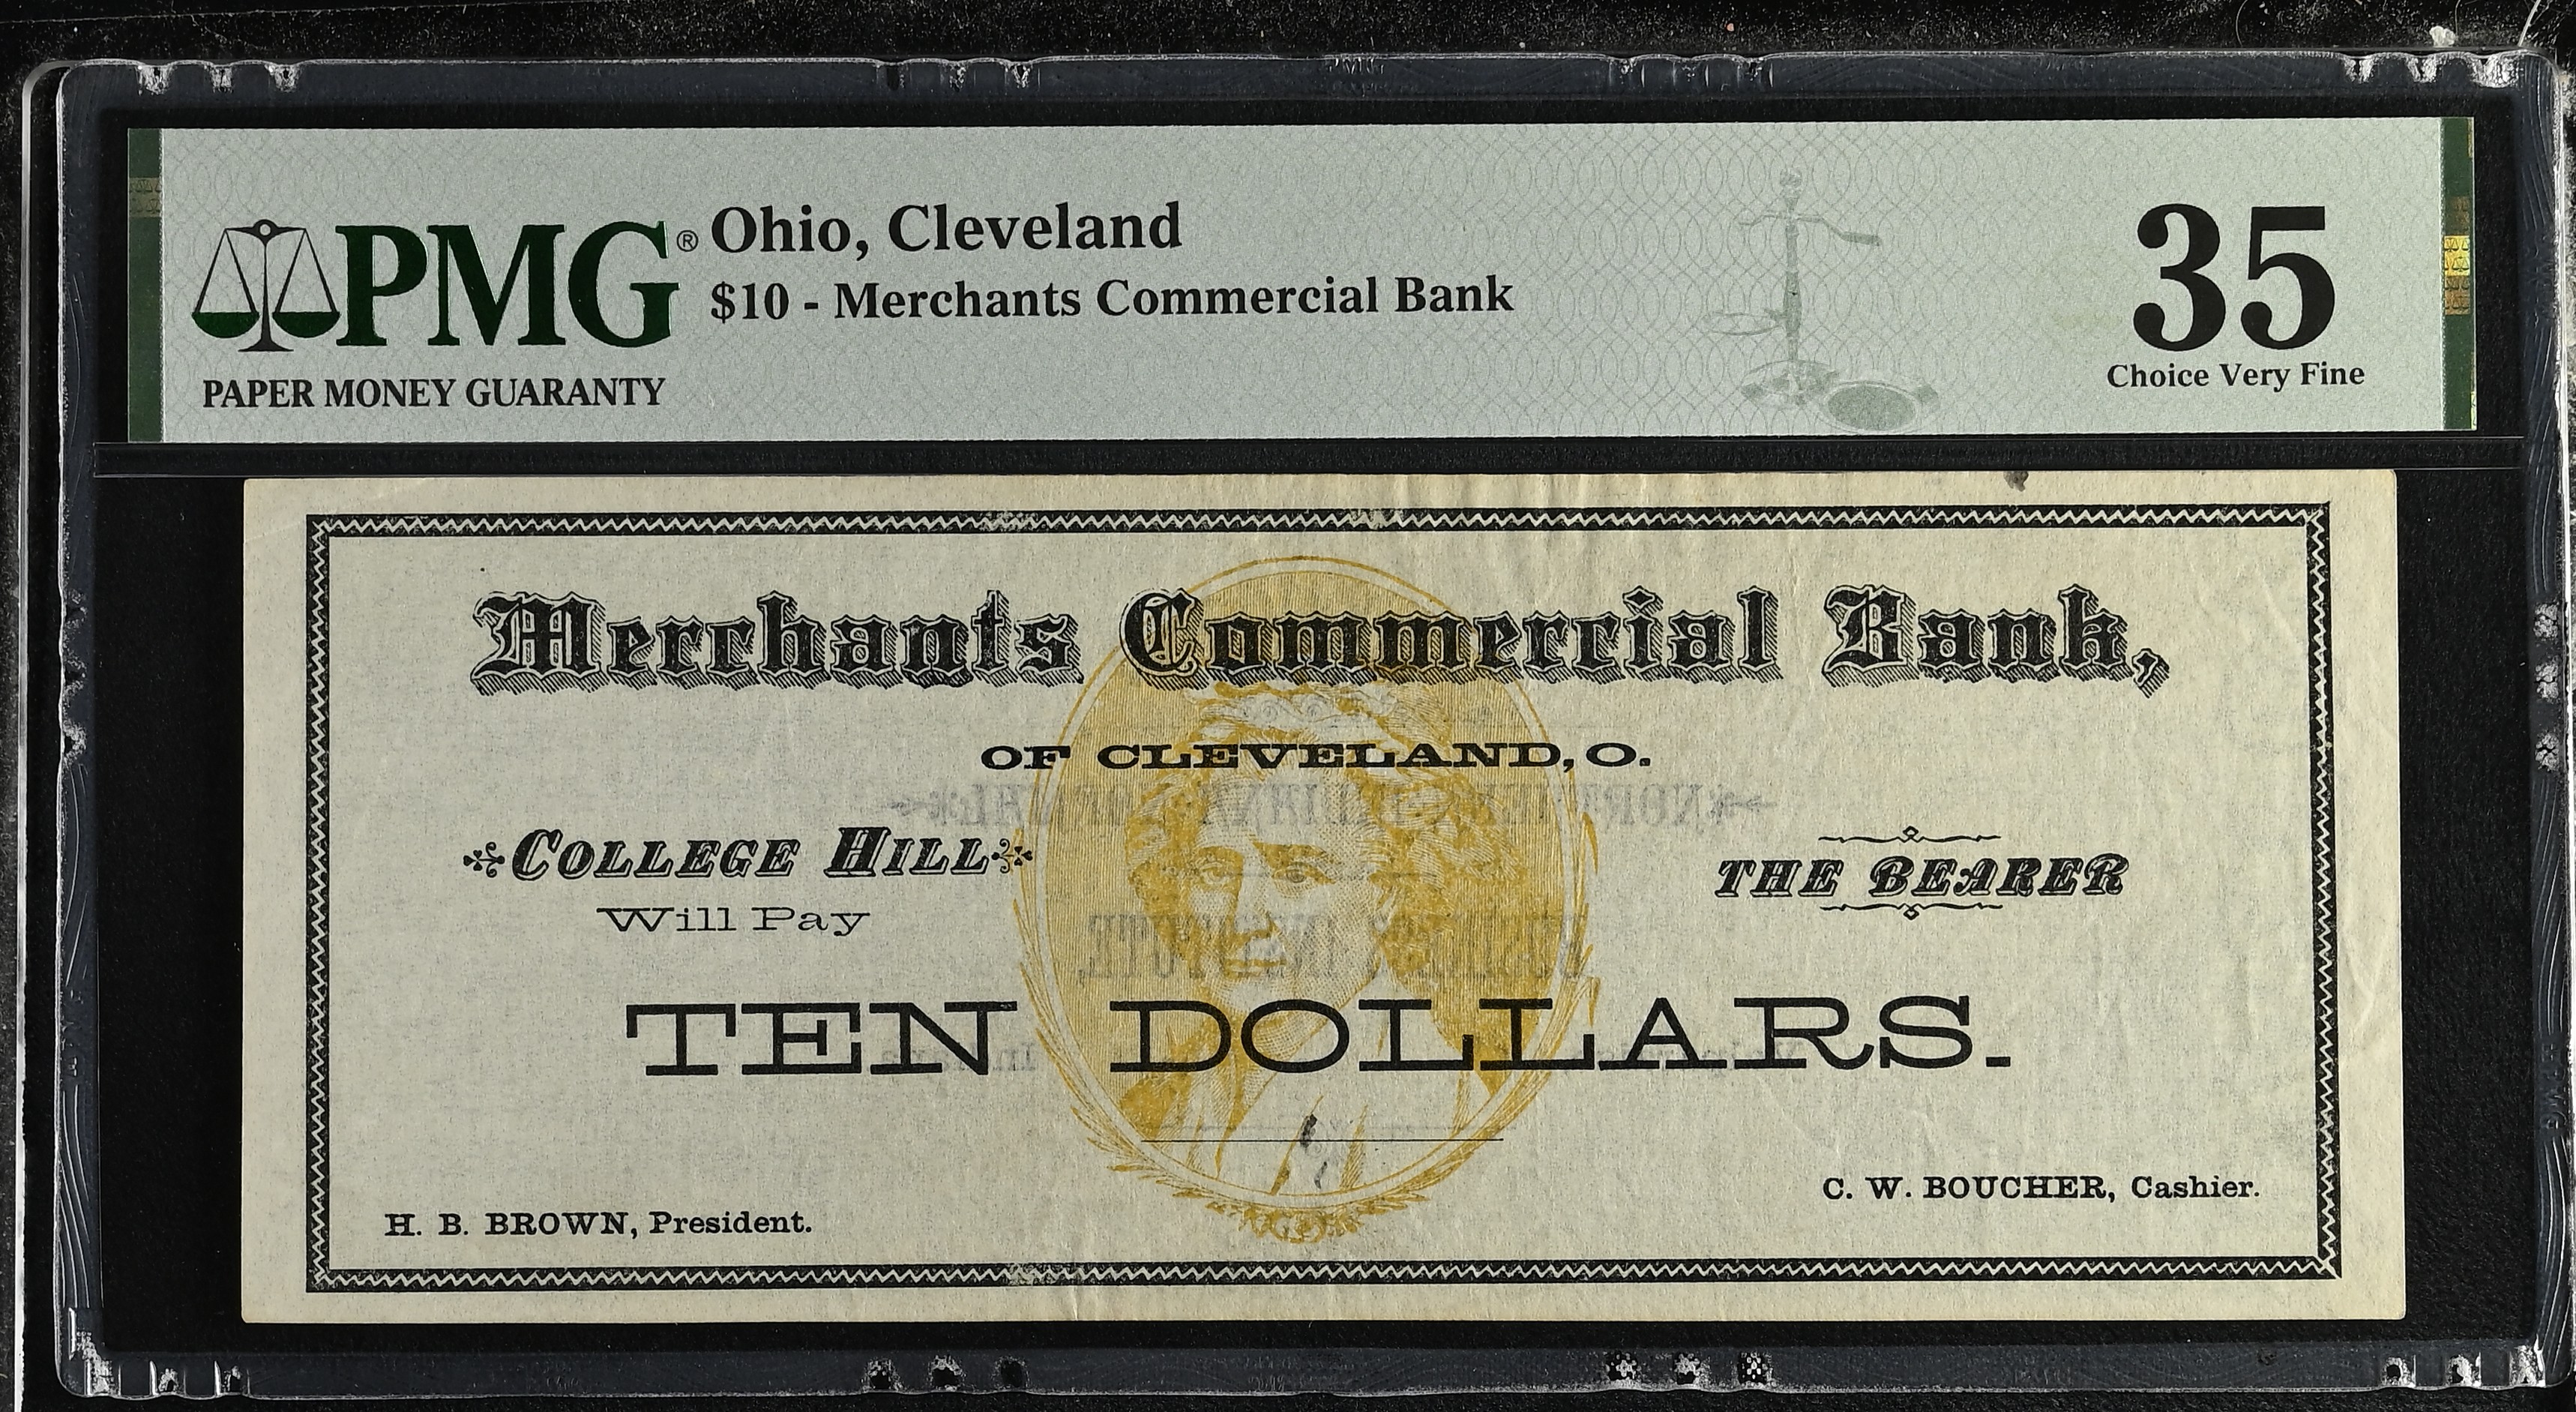 PMG® Ohio, Cleveland
$10 - Merchants Commercial Bank
PAPER MONEY GUARANTY
35
Choice Very Fine
Merchants Commercial Bank,
OF CLEVELAND, O.
COLLEGE HILL
Will Pay
THE BEARER
TEN DOLLARS.
C. W. BOUCHER, Cashier.
H. B. BROWN, President.